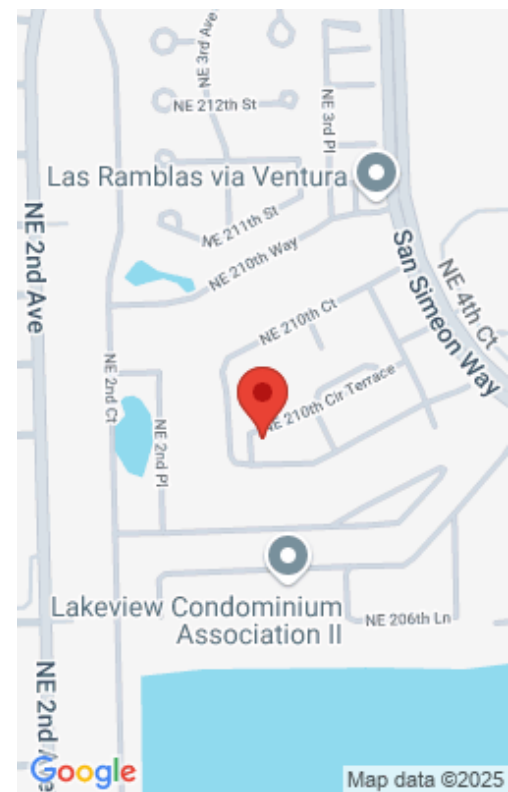 NE 3rd Ave
NE 212th St
NE 3rd Pl
Las Ramblas via Ventura
NE 2nd Ave
NE 211th St
NE 210th Way
San Simeon Way
NE 4th Ct
NE 210th Ct
NE 2nd Ct
NE 210th Cir Terrace
NE 2nd Pl
Lakeview Condominium
Association II
NE 206th Ln
NE 2nd Ave
Google
Map data ©2025